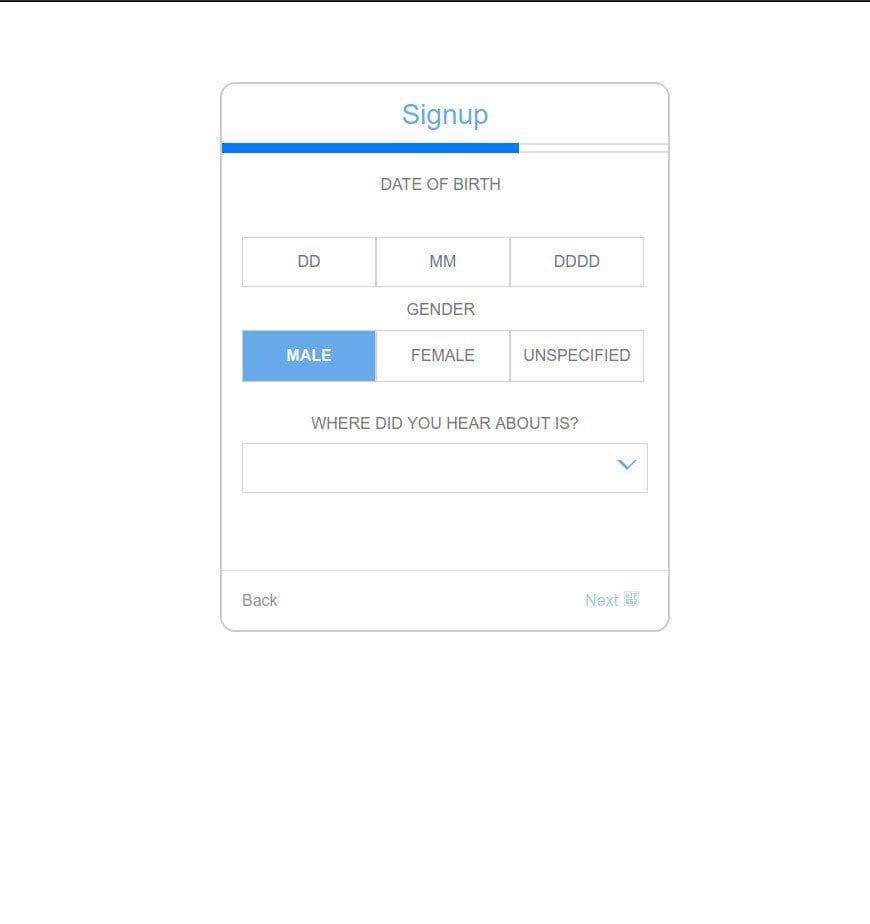 Signup
DATE OF BIRTH
DD MM DDDD
GENDER
MALE FEMALE UNSPECIFIED
WHERE DID YOU HEAR ABOUT IS?
Back Next